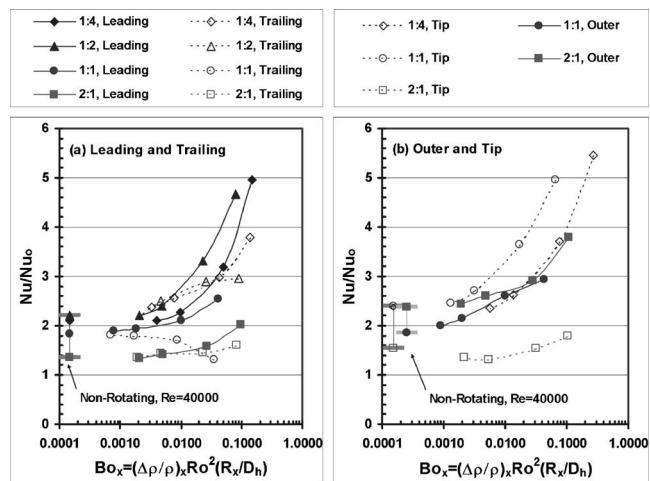 1:4, Leading 1:4, Trailing
1:2, Leading 1:2, Trailing
1:1, Leading 1:1, Trailing
2:1, Leading 2:1, Trailing
1:4, Tip 1:1, Outer
1:1, Tip 2:1, Outer
2:1, Tip
(a) Leading and Trailing
Nu/Nu₀
6
5
4
3
2
1
0
Non-Rotating, Re=40000
0.0001 0.0010 0.0100 0.1000 1.0000
Boₓ=(Δρ/ρ)ₓRo²(Rₓ/Dₕ)
(b) Outer and Tip
Nu/Nu₀
6
5
4
3
2
1
0
Non-Rotating, Re=40000
0.0001 0.0010 0.0100 0.1000 1.0000
Boₓ=(Δρ/ρ)ₓRo²(Rₓ/Dₕ)